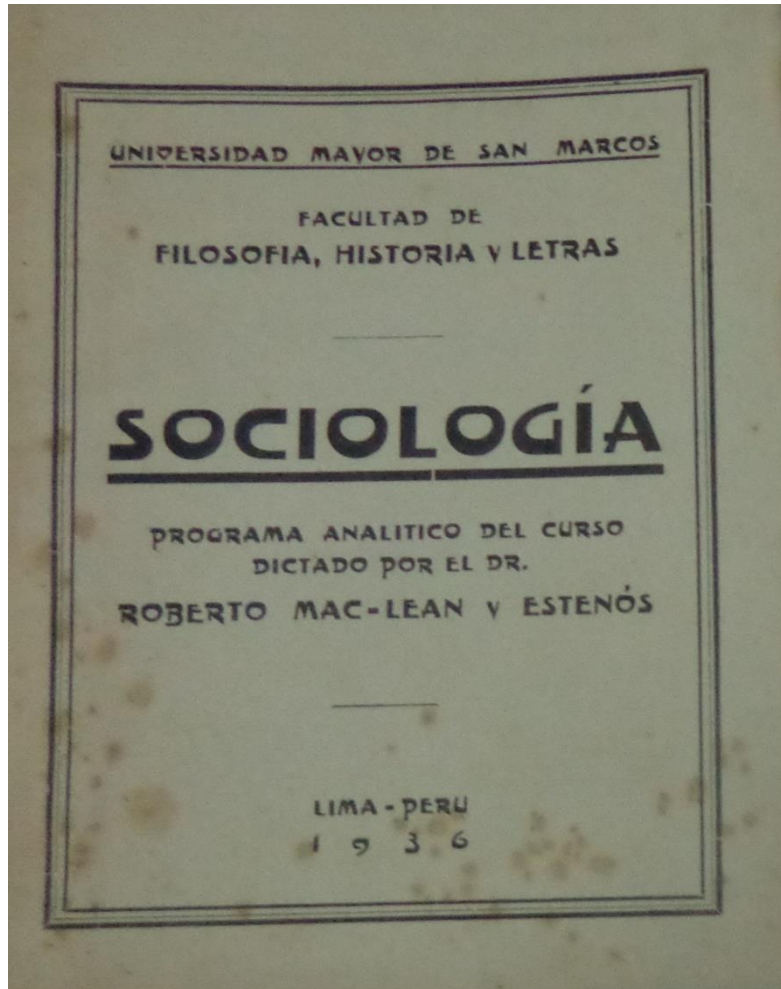 UNIVERSIDAD MAYOR DE SAN MARCOS
FACULTAD DE
FILOSOFIA, HISTORIA Y LETRAS
SOCIOLOGÍA
PROGRAMA ANALITICO DEL CURSO
DICTADO POR EL DR.
ROBERTO MAC-LEAN Y ESTENÓS
LIMA - PERU
1936